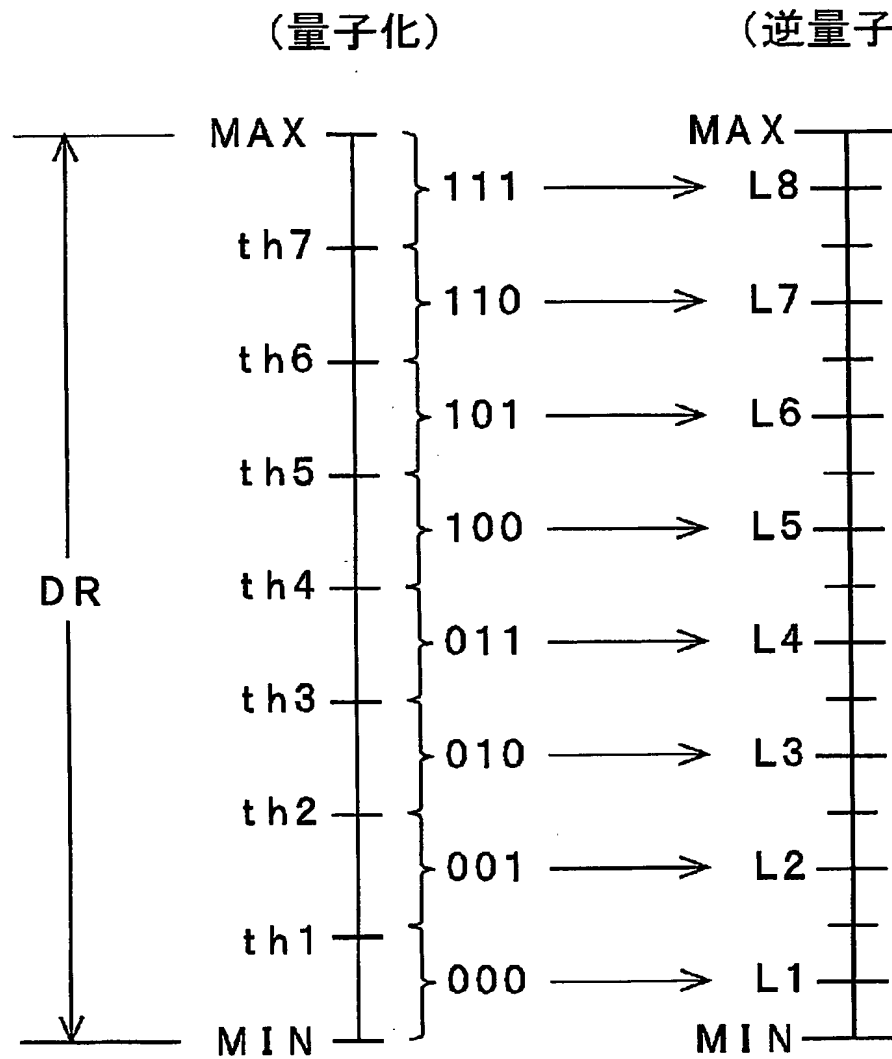 (量子化) (逆量子
MAX MAX
111 L8
th7
110 L7
th6
101 L6
th5
100 L5
DR th4
011 L4
th3
010 L3
th2
001 L2
th1
000 L1
MIN MIN